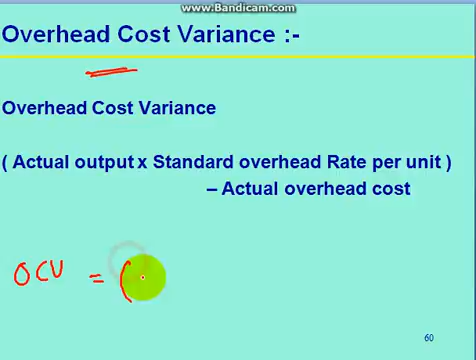 www.Bandicam.com
Overhead Cost Variance :-
Overhead Cost Variance
( Actual output x Standard overhead Rate per unit )
– Actual overhead cost
OCV = (
60